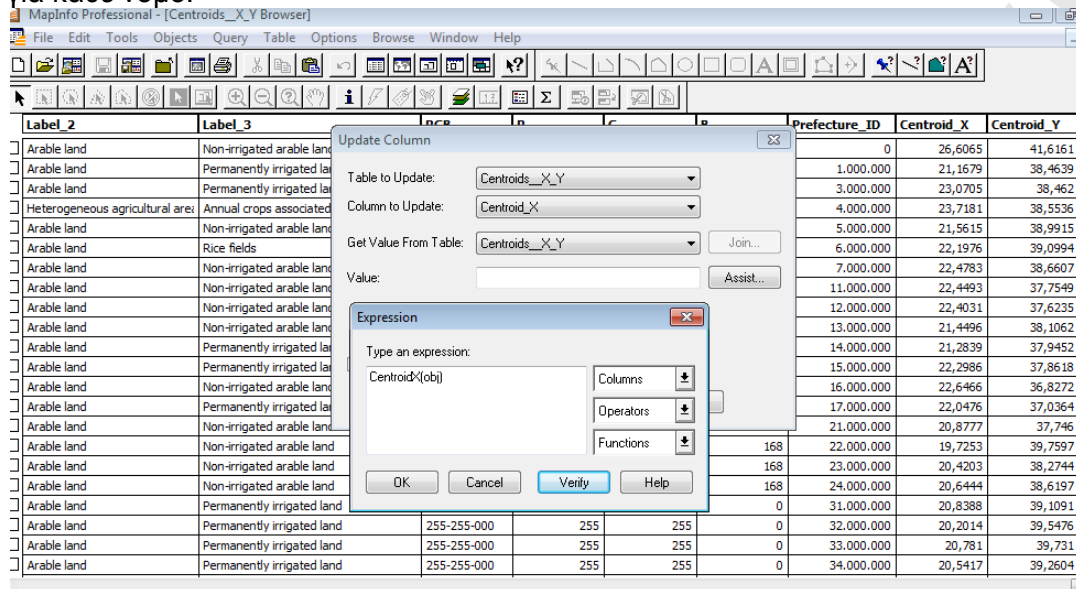 για κάθε νομό.
MapInfo Professional - [Centroids__X_Y Browser]
File Edit Tools Objects Query Table Options Browse Window Help
Label_2 Label_3 Prefecture_ID Centroid_X Centroid_Y
Update Column
Arable land Non-irrigated arable land 0 26,6065 41,6161
Arable land Permanently irrigated 1.000.000 21,1679 38,4639
Table to Update: Centroids__X_Y
Arable land Permanently irrigated 3.000.000 23,0705 38,462
Column to Update: Centroid_X
Heterogeneous agricultural Annual crops associated 4.000.000 23,7181 38,5536
Arable land Non-irrigated arable land 5.000.000 21,5615 38,9915
Get Value From Table: Centroids__X_Y Join...
Arable land Rice fields 6.000.000 22,1976 39,0994
Arable land Non-irrigated arable land 7.000.000 22,4783 38,6607
Value: Assist...
Arable land Non-irrigated arable land 11.000.000 22,4493 37,7549
Arable land Non-irrigated arable land 12.000.000 22,4031 37,6235
Expression
Arable land Non-irrigated arable land 13.000.000 21,4496 38,1062
Arable land Permanently irrigated 14.000.000 21,2839 37,9452
Type an expression:
Arable land Permanently irrigated 15.000.000 22,2986 37,8618
CentroidX(obj) Columns
Arable land Non-irrigated arable land 16.000.000 22,6466 36,8272
Arable land Permanently irrigated 17.000.000 22,0476 37,0364
Operators
Arable land Non-irrigated arable land 21.000.000 20,8777 37,746
Functions
Arable land Non-irrigated arable land 168 22.000.000 19,7253 39,7597
Arable land Non-irrigated arable land 168 23.000.000 20,4203 38,2744
Arable land Non-irrigated arable land 168 24.000.000 20,6444 38,6197
OK Cancel Verify Help
Arable land Permanently irrigated land 0 31.000.000 20,8388 39,1091
Arable land Permanently irrigated land 255-255-000 255 255 0 32.000.000 20,2014 39,5476
Arable land Permanently irrigated land 255-255-000 255 255 0 33.000.000 20,781 39,731
Arable land Permanently irrigated land 255-255-000 255 255 0 34.000.000 20,5417 39,2604